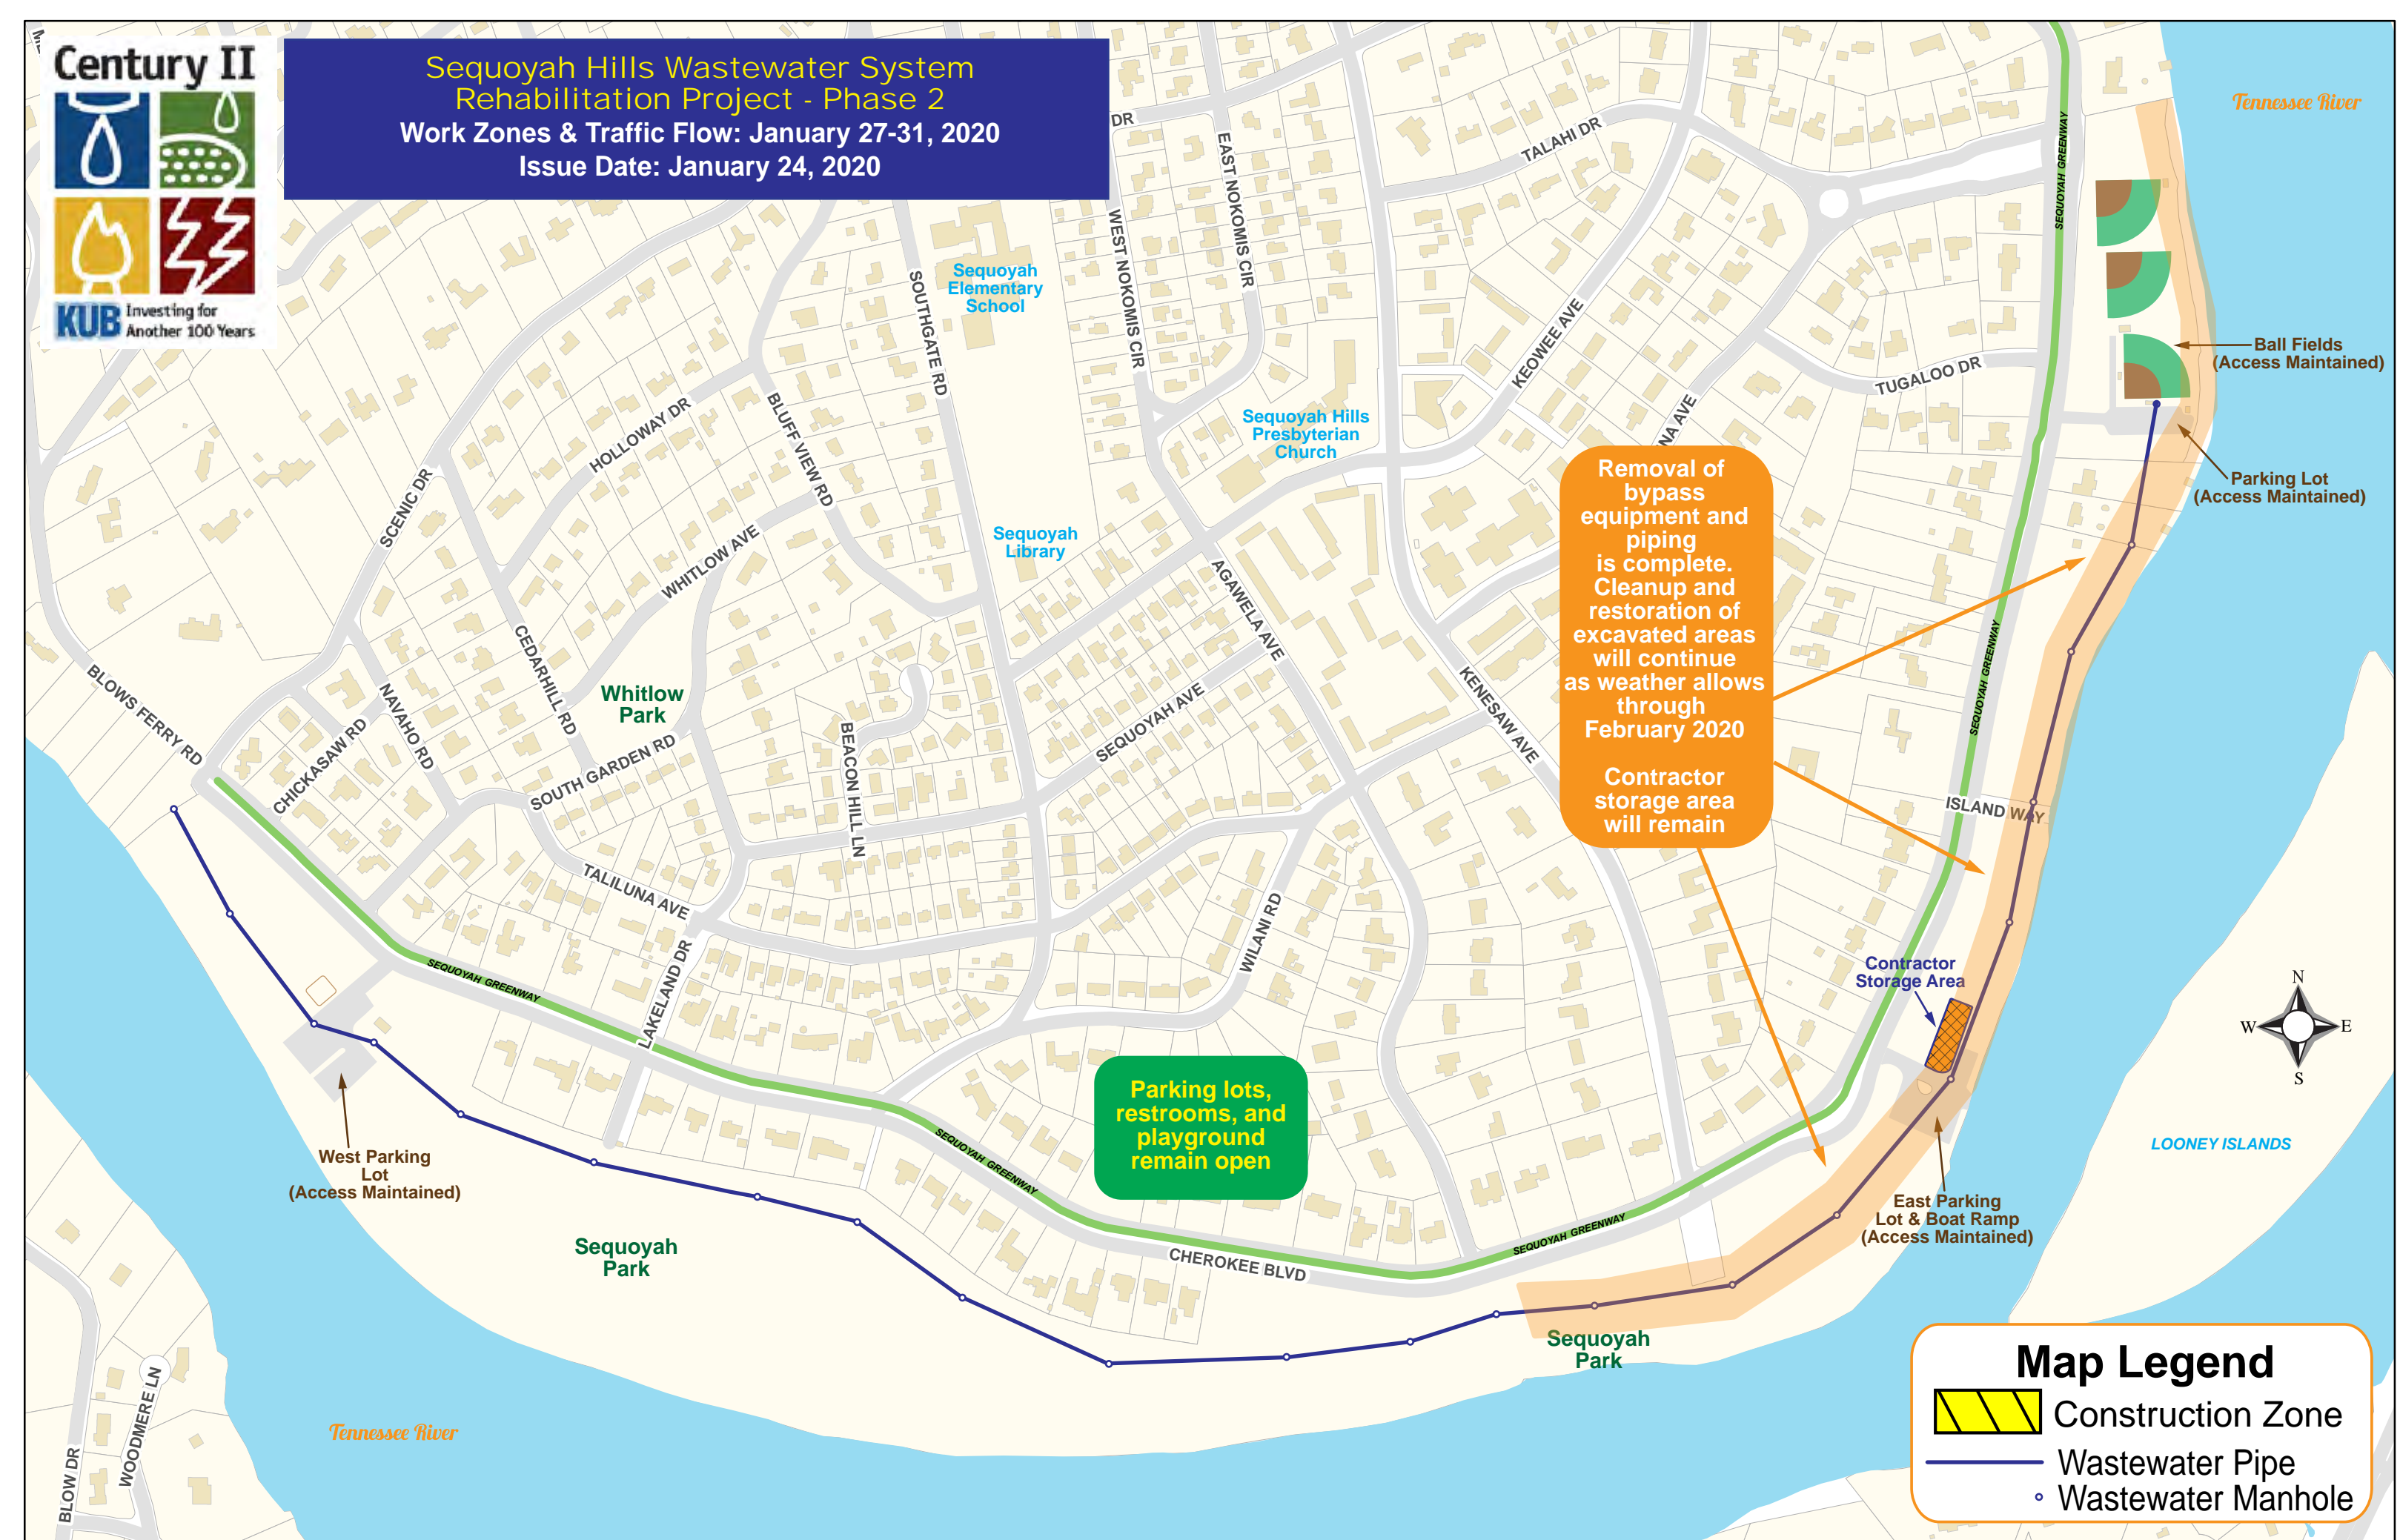 Century II
KUB Investing for
Another 100 Years
Sequoyah Hills Wastewater System
Rehabilitation Project - Phase 2
Work Zones & Traffic Flow: January 27-31, 2020
Issue Date: January 24, 2020
Tennessee River
DR
TALAHI DR
EAST NOKOMIS CIR
WEST NOKOMIS CIR
SEQUOYAH GREENWAY
Sequoyah
Elementary
School
SOUTHGATE RD
KEOWEE AVE
TUGALOO DR
Ball Fields
(Access Maintained)
HOLLOWAY DR
BLUFF VIEW RD
Sequoyah Hills
Presbyterian
Church
NA AVE
Parking Lot
(Access Maintained)
SCENIC DR
WHITLOW AVE
Sequoyah
Library
AGAWELA AVE
Removal of
bypass
equipment and
piping
is complete.
Cleanup and
restoration of
excavated areas
will continue
as weather allows
through
February 2020
Contractor
storage area
will remain
SEQUOYAH GREENWAY
BLOWS FERRY RD
CHICKASAW RD
NAVAHO RD
CEDARHILL RD
Whitlow
Park
SOUTH GARDEN RD
BEACON HILL LN
SEQUOYAH AVE
KENESAW AVE
ISLAND WAY
TALILUNA AVE
LAKELAND DR
WILANI RD
Contractor
Storage Area
SEQUOYAH GREENWAY
N
W
E
S
Parking lots,
restrooms, and
playground
remain open
West Parking
Lot
(Access Maintained)
SEQUOYAH GREENWAY
LOONEY ISLANDS
East Parking
Lot & Boat Ramp
(Access Maintained)
Sequoyah
Park
CHEROKEE BLVD
SEQUOYAH GREENWAY
Sequoyah
Park
Tennessee River
WOODMERE LN
BLOW DR
Map Legend
Construction Zone
Wastewater Pipe
Wastewater Manhole